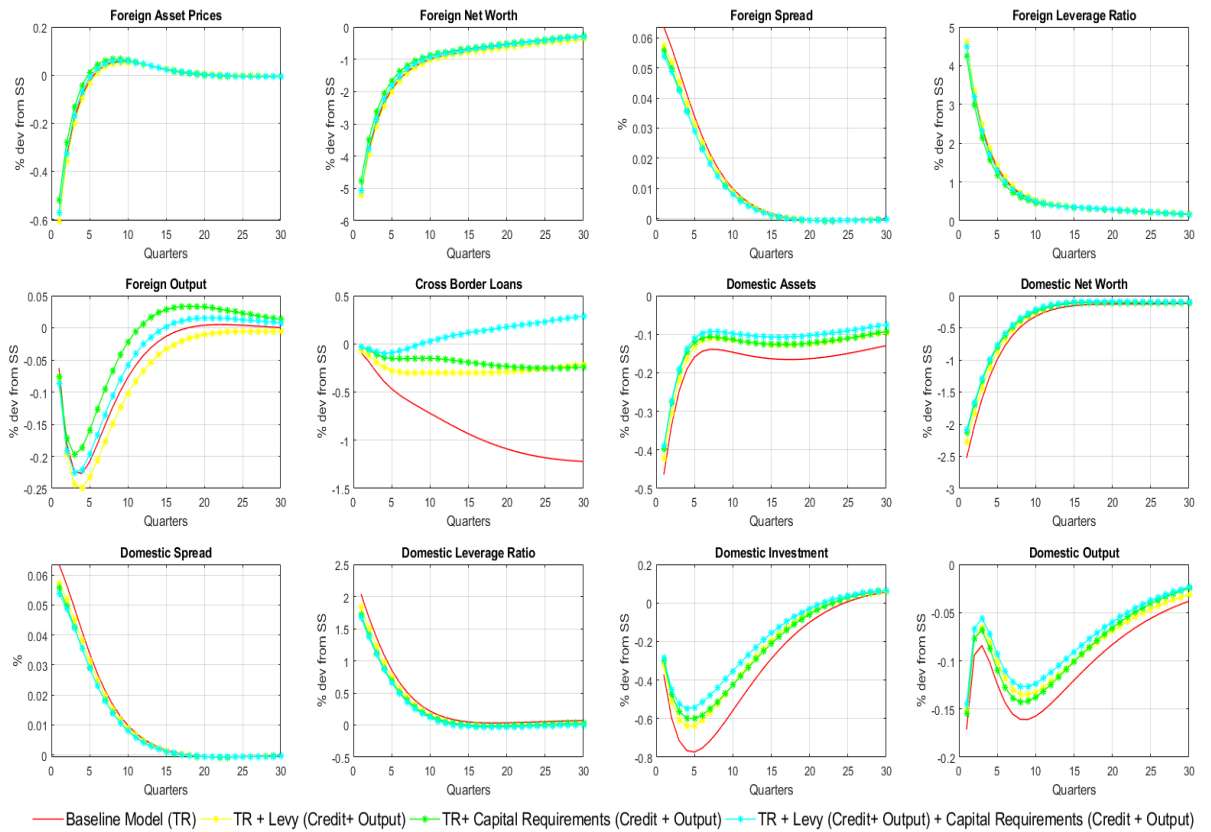 Foreign Asset Prices
0.2
0
-0.2
-0.4
-0.6
% dev from SS
0 5 10 15 20 25 30
Quarters
Foreign Net Worth
0
-1
-2
-3
-4
-5
-6
% dev from SS
0 5 10 15 20 25 30
Quarters
Foreign Spread
0.06
0.05
0.04
0.03
0.02
0.01
0
%
0 5 10 15 20 25 30
Quarters
Foreign Leverage Ratio
5
4
3
2
1
0
% dev from SS
0 5 10 15 20 25 30
Quarters
Foreign Output
0.05
0
-0.05
-0.1
-0.15
-0.2
-0.25
% dev from SS
0 5 10 15 20 25 30
Quarters
Cross Border Loans
0.5
0
-0.5
-1
-1.5
% dev from SS
0 5 10 15 20 25 30
Quarters
Domestic Assets
0
-0.1
-0.2
-0.3
-0.4
-0.5
% dev from SS
0 5 10 15 20 25 30
Quarters
Domestic Net Worth
0
-0.5
-1
-1.5
-2
-2.5
-3
% dev from SS
0 5 10 15 20 25 30
Quarters
Domestic Spread
0.06
0.05
0.04
0.03
0.02
0.01
0
%
0 5 10 15 20 25 30
Quarters
Domestic Leverage Ratio
2.5
2
1.5
1
0.5
0
-0.5
% dev from SS
0 5 10 15 20 25 30
Quarters
Domestic Investment
0.2
0
-0.2
-0.4
-0.6
-0.8
% dev from SS
0 5 10 15 20 25 30
Quarters
Domestic Output
0
-0.05
-0.1
-0.15
-0.2
% dev from SS
0 5 10 15 20 25 30
Quarters
Baseline Model (TR) TR + Levy (Credit+ Output) TR+ Capital Requirements (Credit + Output) TR + Levy (Credt+ Output) + Capital Requirements (Credit + Output)